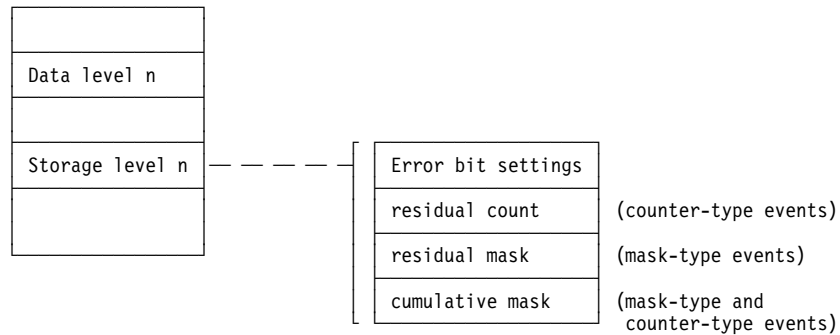 Data level n
Storage level n
Error bit settings
residual count (counter-type events)
residual mask (mask-type events)
cumulative mask (mask-type and
counter-type events)